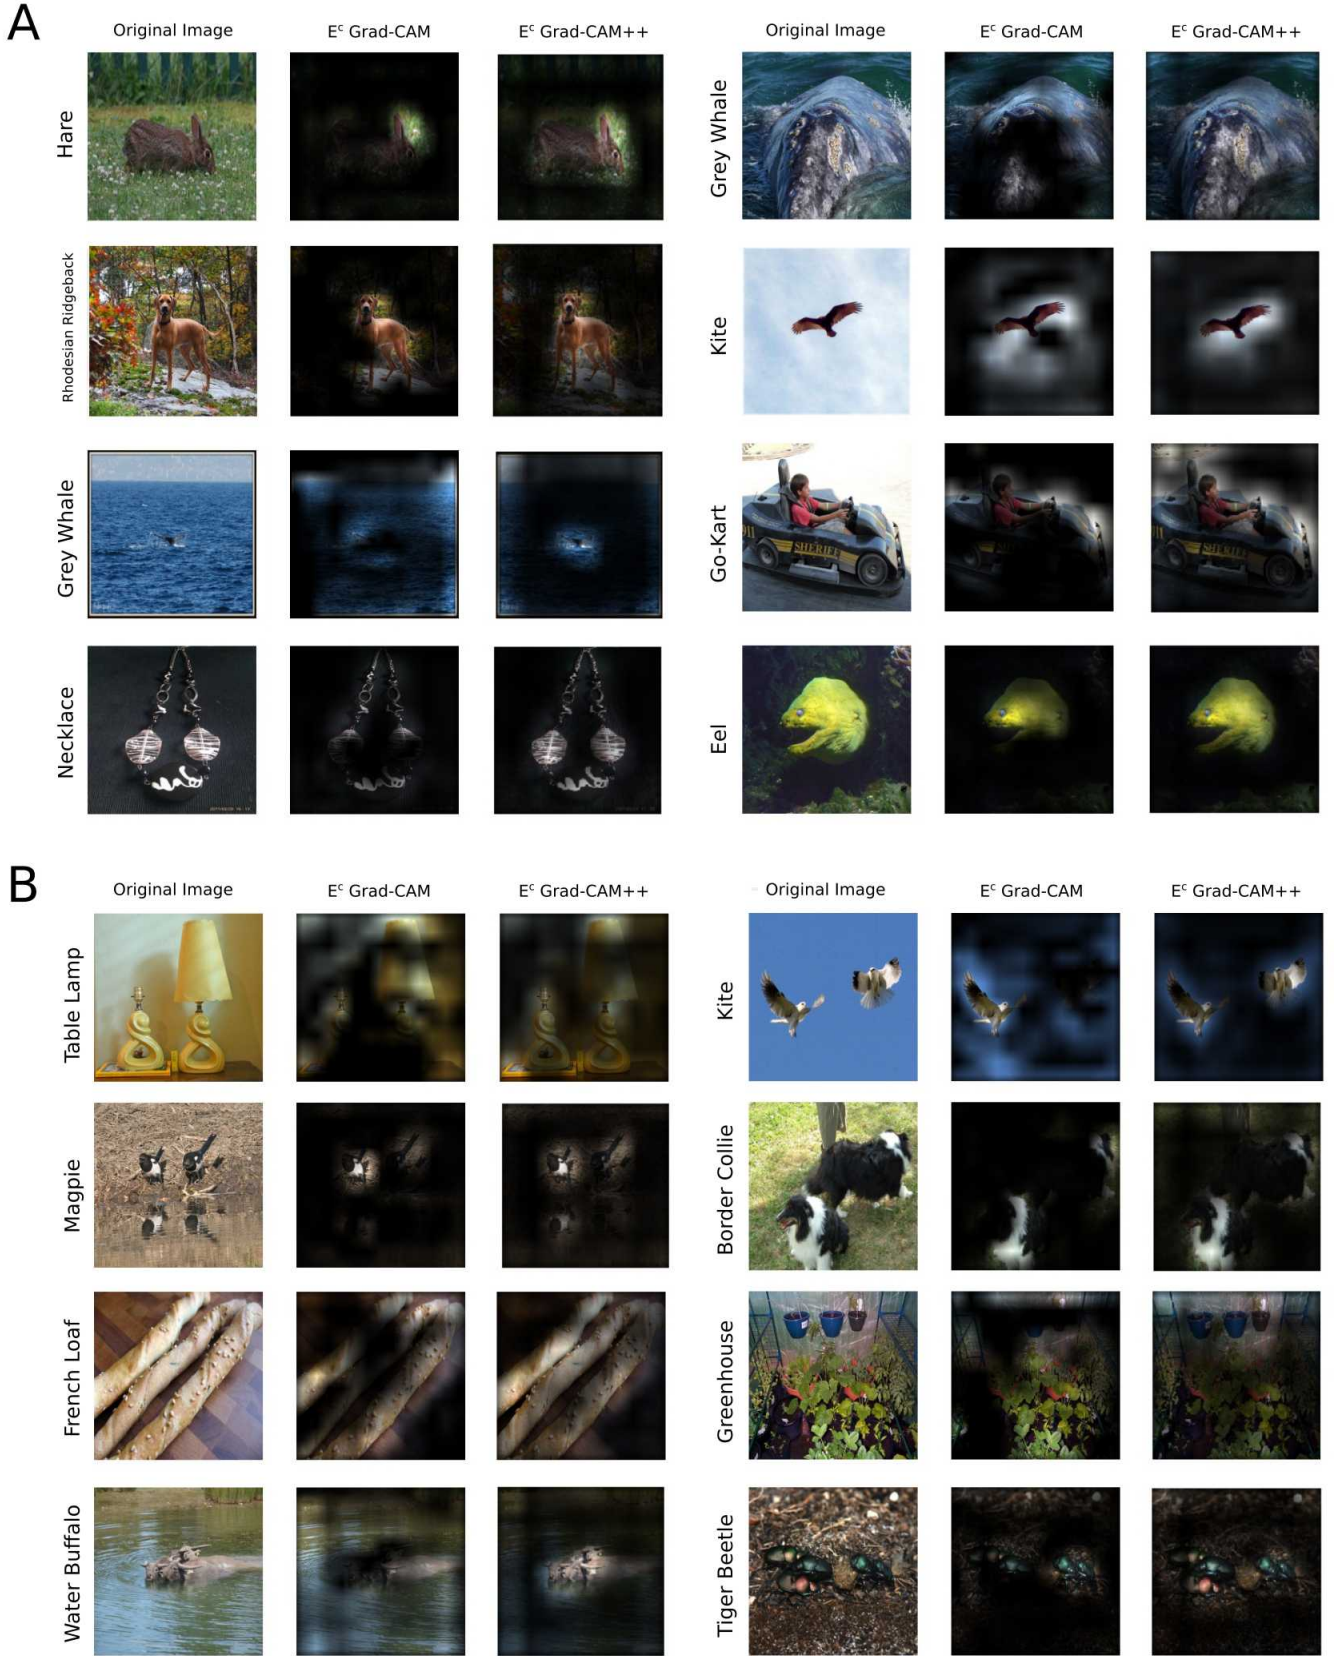 A
Original Image E^c Grad-CAM E^c Grad-CAM++ Original Image E^c Grad-CAM E^c Grad-CAM++
Hare
Grey Whale
Rhodesian Ridgeback
Kite
911
SHERIFF
Grey Whale
Go-Kart
Necklace
Eel
B
Original Image E^c Grad-CAM E^c Grad-CAM++ Original Image E^c Grad-CAM E^c Grad-CAM++
Table Lamp
Kite
Magpie
Border Collie
French Loaf
Greenhouse
Water Buffalo
Tiger Beetle